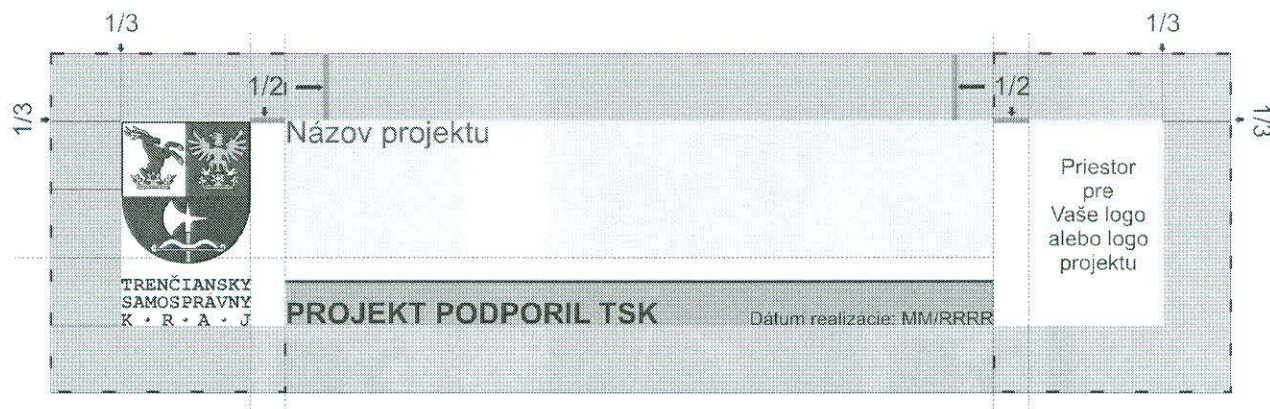 1/3
1/3
1/2
1/2
1/3
1/3
Názov projektu
Priestor
pre
Vaše logo
alebo logo
projektu
TRENČIANSKY
SAMOSPRÁVNY
K · R · A · J
PROJEKT PODPORIL TSK
Dátum realizacie: MM/RRRR